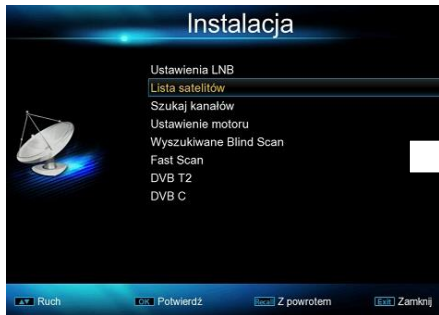 Instalacja
Ustawienia LNB
Lista satelitów
Szukaj kanałów
Ustawienie motoru
Wyszukiwane Blind Scan
Fast Scan
DVB T2
DVB C
▲▼ Ruch OK Potwierdź Recall Z powrotem Exit Zamknij